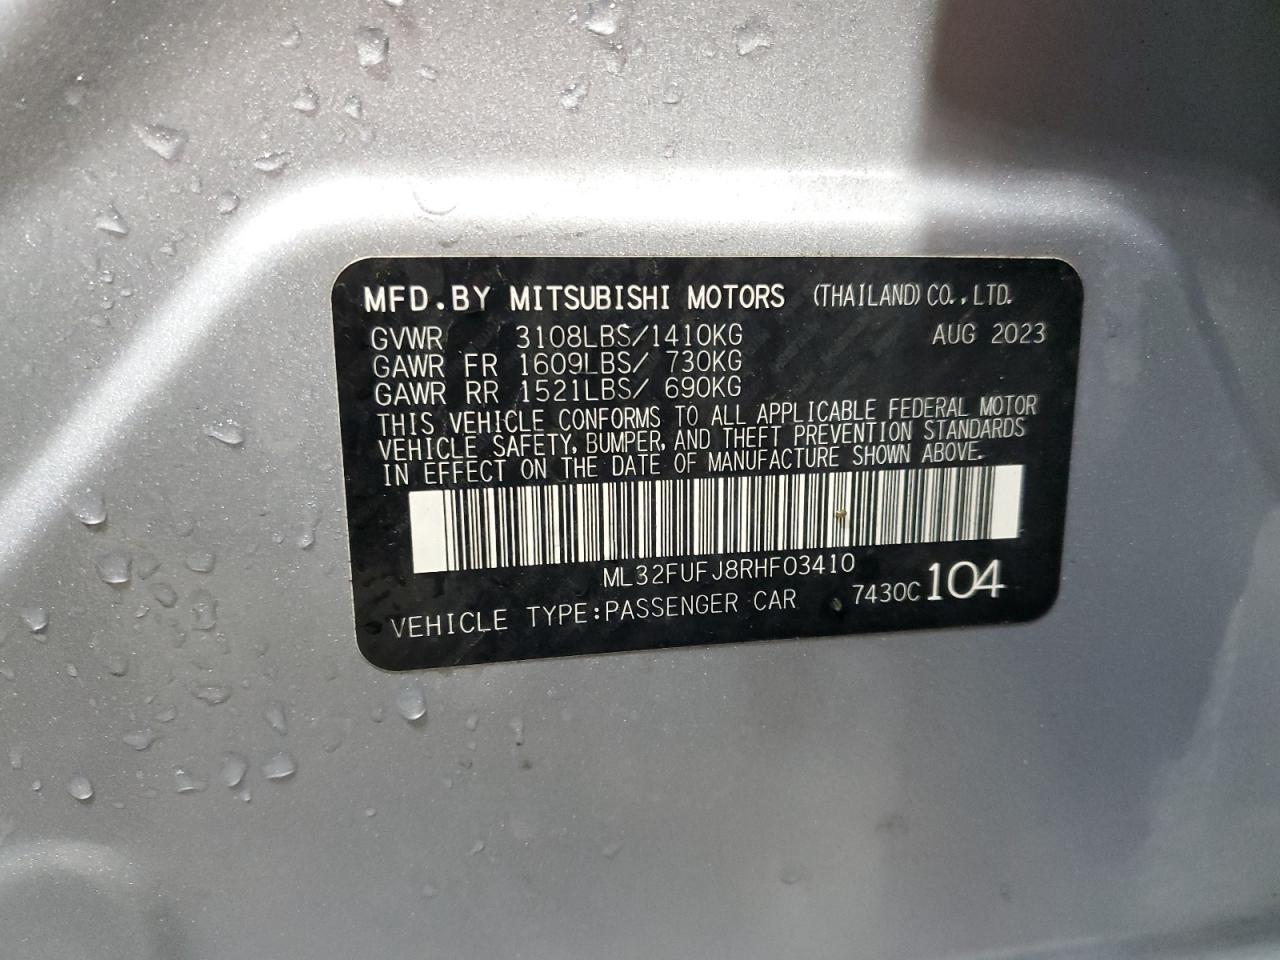 MFD.BY MITSUBISHI MOTORS (THAILAND) CO.,LTD.
GVWR 3108LBS/1410KG AUG 2023
GAWR FR 1609LBS/ 730KG
GAWR RR 1521LBS/ 690KG
THIS VEHICLE CONFORMS TO ALL APPLICABLE FEDERAL MOTOR
VEHICLE SAFETY, BUMPER, AND THEFT PREVENTION STANDARDS
IN EFFECT ON THE DATE OF MANUFACTURE SHOWN ABOVE.
ML32FUFJ8RHF03410
VEHICLE TYPE:PASSENGER CAR 7430C 104